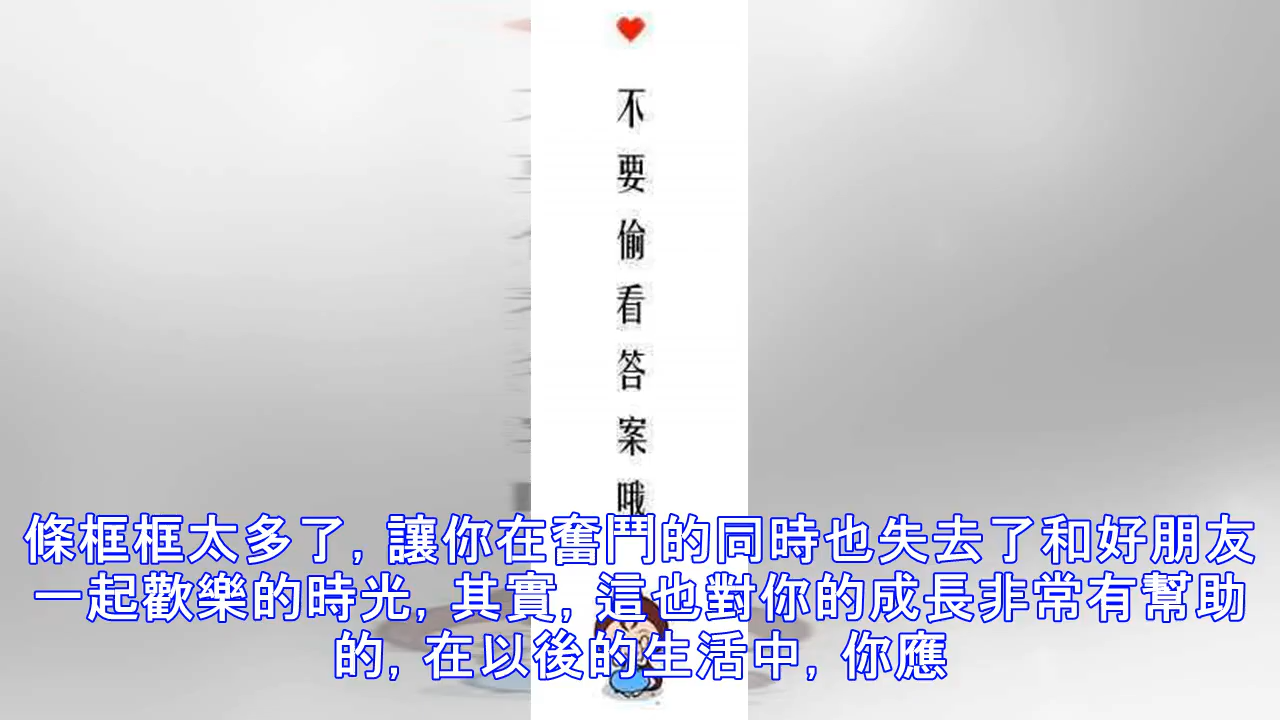 不要偷看答案哦
條框框太多了, 讓你在奮鬥的同時也失去了和好朋友
一起歡樂的時光, 其實, 這也對你的成長非常有幫助
的, 在以後的生活中, 你應